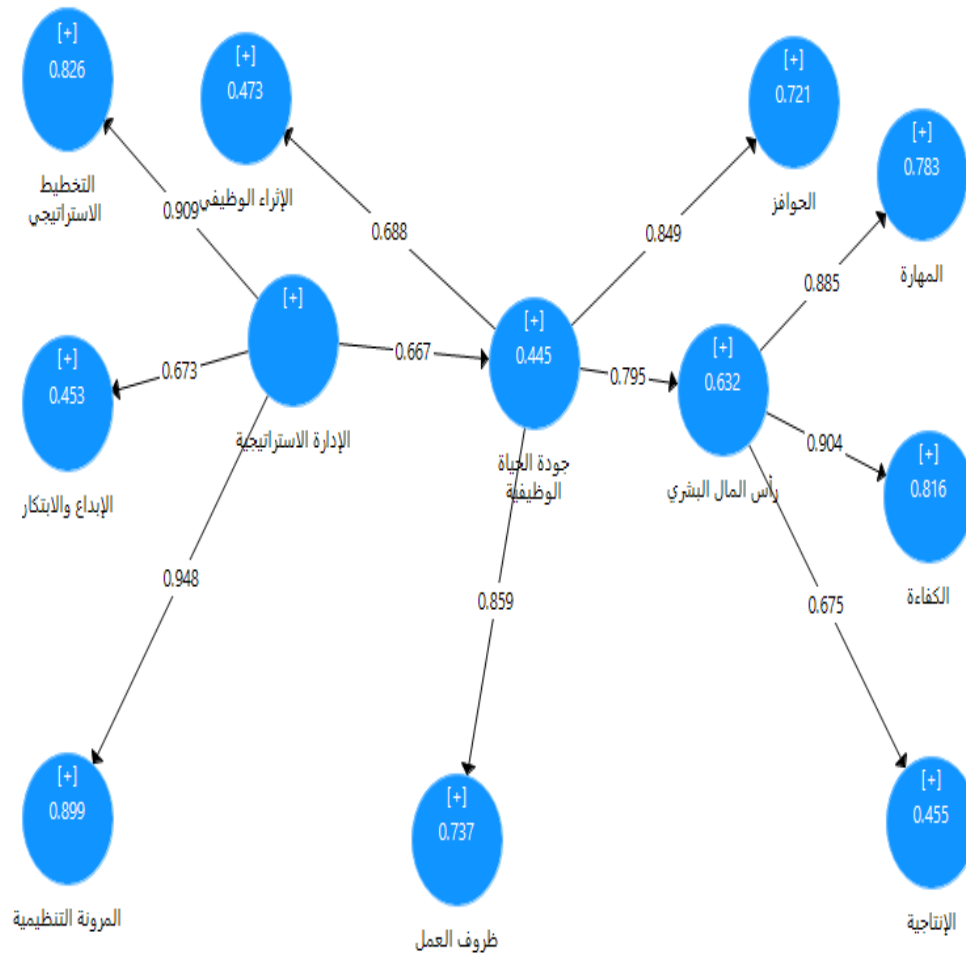 [+]
0.826
التخطيط
الاستراتيجي
[+]
0.473
الإثراء الوظيفي
[+]
0.721
الحوافز
[+]
0.783
المهارة
0.909
0.688
0.849
0.885
[+]
الإدارة الاستراتيجية
0.667
[+]
0.445
جودة الحياة
الوظيفية
0.795
[+]
0.632
رأس المال البشري
0.673
[+]
0.453
الإبداع والابتكار
0.904
[+]
0.816
الكفاءة
0.948
0.859
0.675
[+]
0.899
المرونة التنظيمية
[+]
0.737
ظروف العمل
[+]
0.455
الإنتاجية